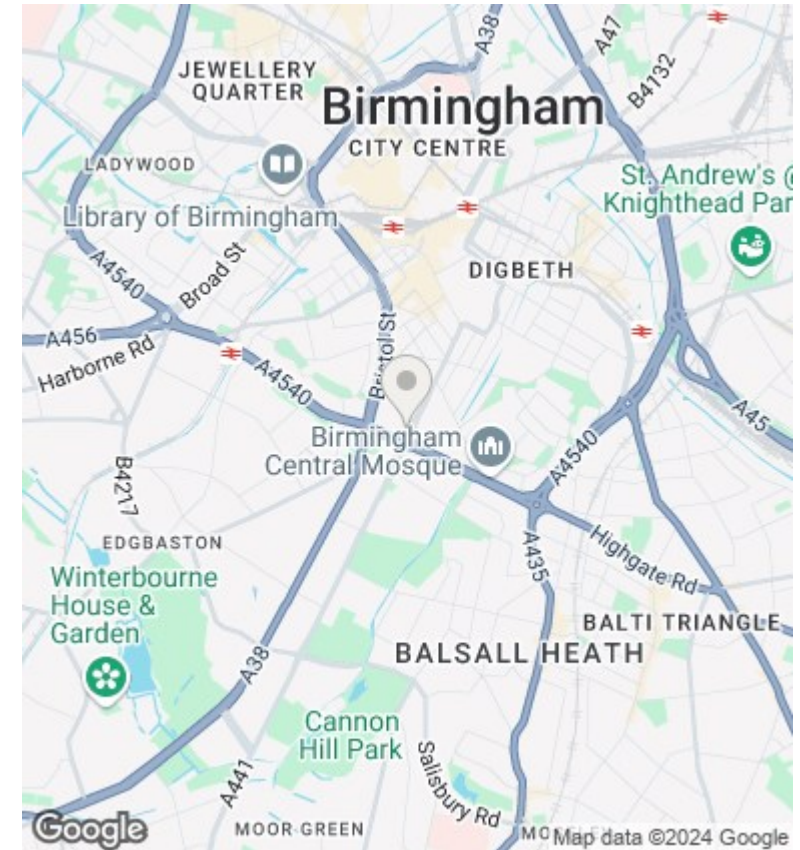 A38
A47
JEWELLERY
QUARTER
B4132
Birmingham
CITY CENTRE
LADYWOOD
St. Andrew's @
Knighthead Par
Library of Birmingham
DIGBETH
A4540
Broad St
A456
Harborne Rd
Bristol St
A4540
A45
Birmingham
Central Mosque
A4540
B4217
EDGBASTON
A435
Highgate Rd
Winterbourne
House &
Garden
BALTI TRIANGLE
BALSALL HEATH
A38
Cannon
Hill Park
A441
Salisbury Rd
Google
MOOR GREEN
Map data ©2024 Google